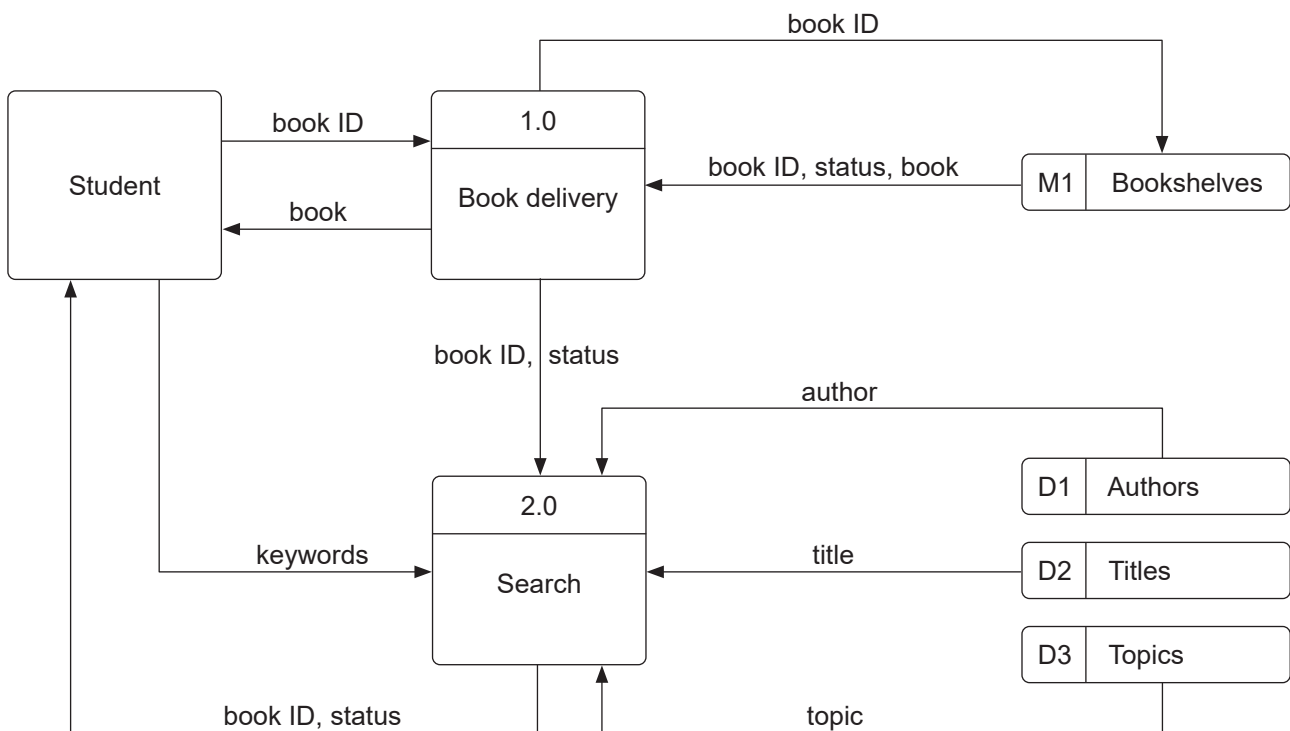 book ID
book ID
1.0
Student
Book delivery
book ID, status, book
M1 Bookshelves
book
book ID, status
author
D1 Authors
2.0
keywords
Search
title
D2 Titles
D3 Topics
book ID, status
topic